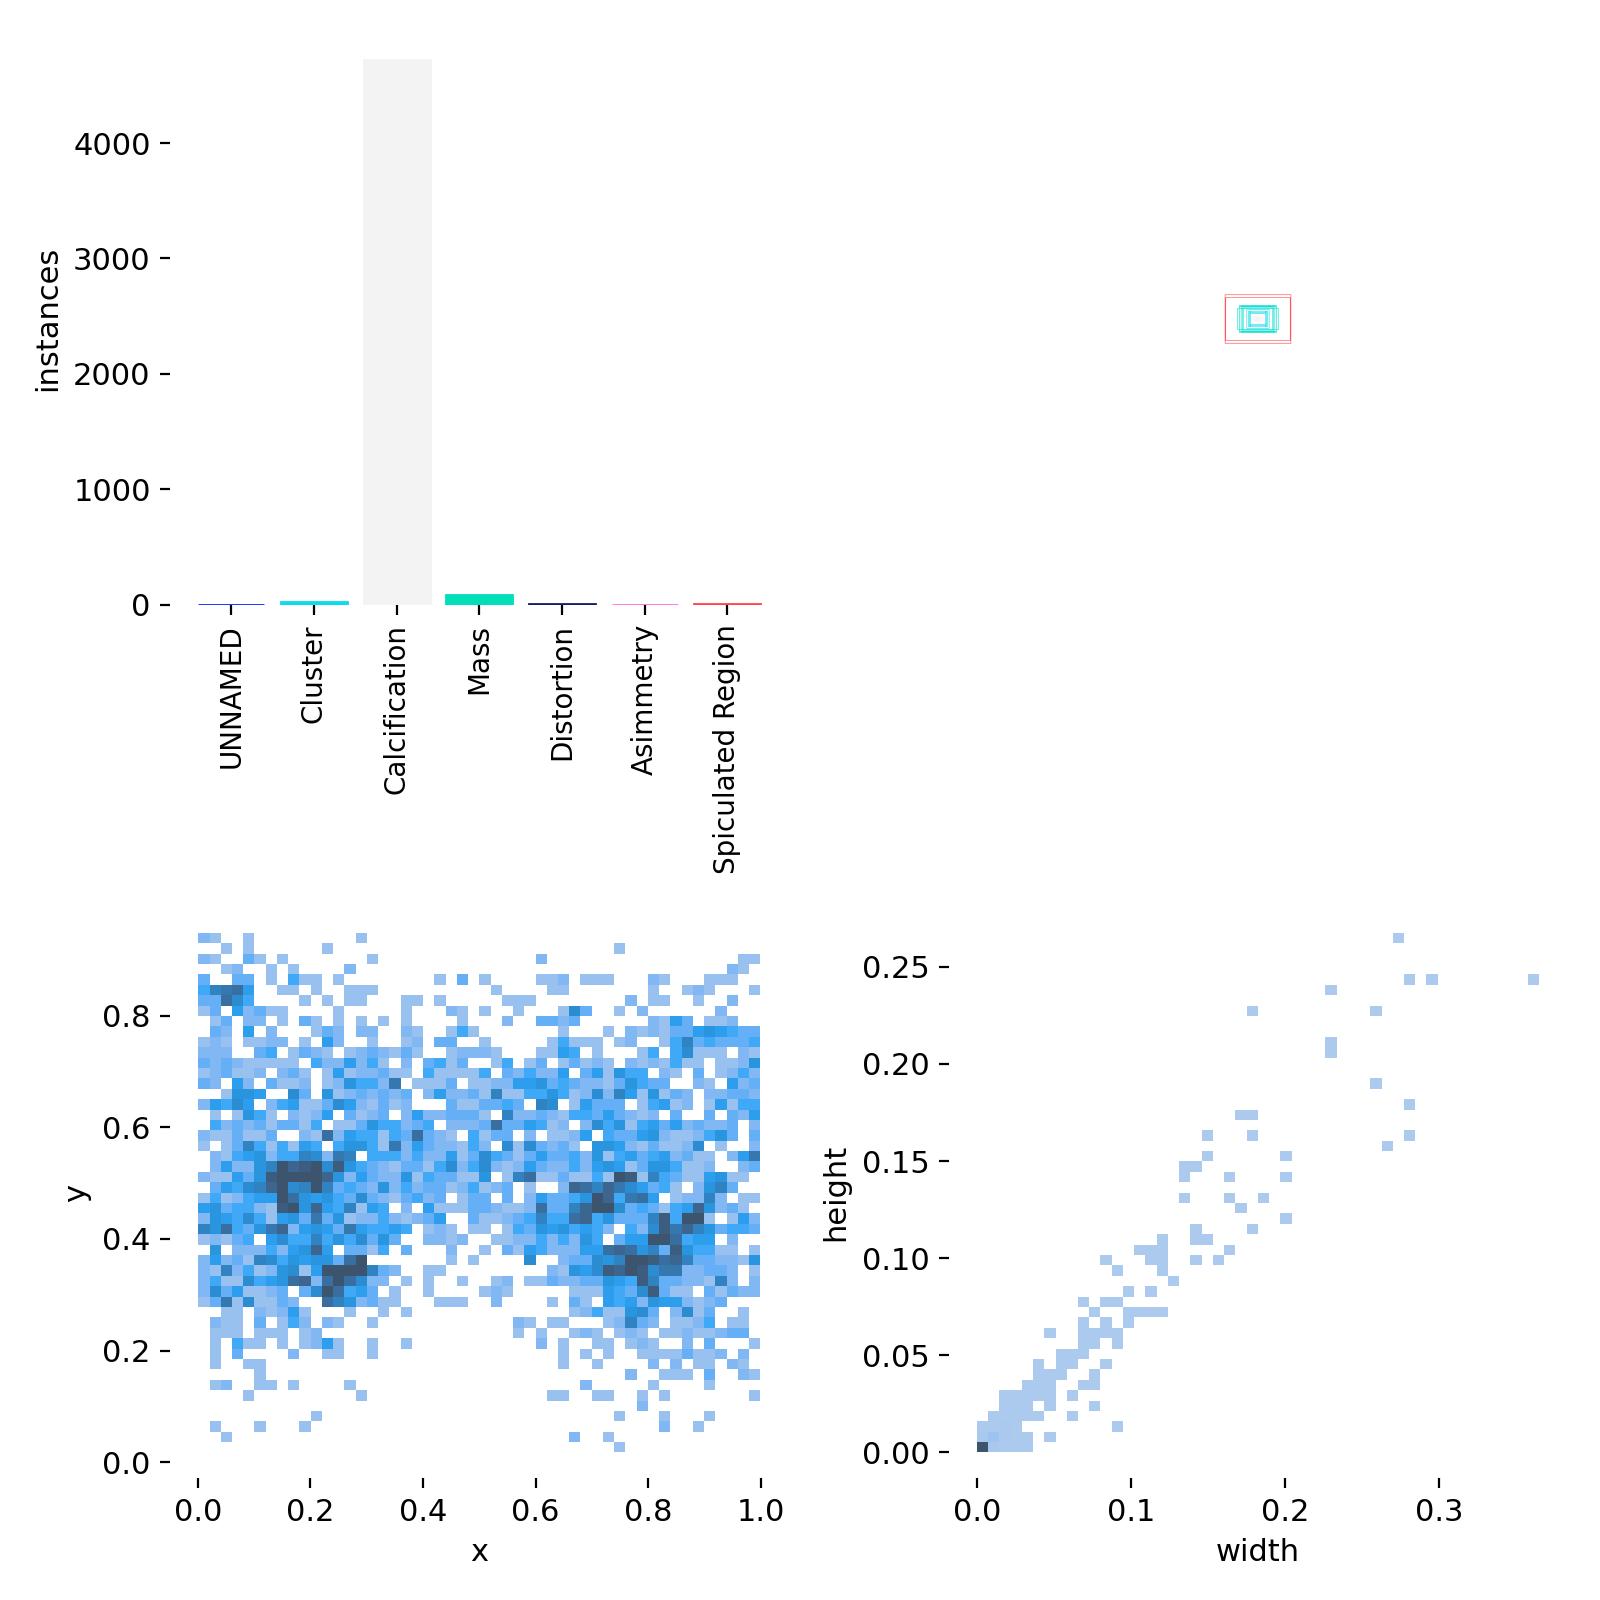 instances
4000
3000
2000
1000
0
UNNAMED
Cluster
Calcification
Mass
Distortion
Asimmetry
Spiculated Region
y
0.8
0.6
0.4
0.2
0.0
0.0 0.2 0.4 0.6 0.8 1.0
x
height
0.25
0.20
0.15
0.10
0.05
0.00
0.0 0.1 0.2 0.3
width